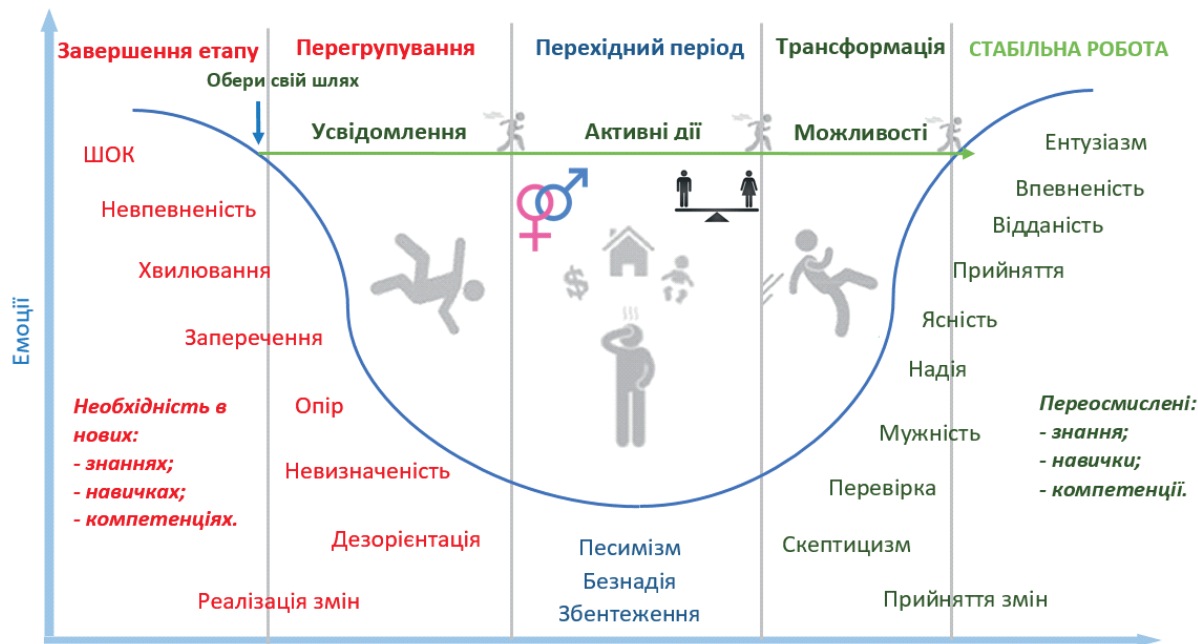 Завершення етапу
Перегрупування
Перехідний період
Трансформація
СТАБІЛЬНА РОБОТА
Обери свій шлях
Усвідомлення
Активні дії
Можливості
Емоції
ШОК
Невпевненість
Хвилювання
Заперечення
Опір
Невизначеність
Дезорієнтація
Реалізація змін
Необхідність в
нових:
- знаннях;
- навичках;
- компетенціях.
$
Песимізм
Безнадія
Збентеження
Ентузіазм
Впевненість
Відданість
Прийняття
Ясність
Надія
Мужність
Перевірка
Скептицизм
Прийняття змін
Переосмислені:
- знання;
- навички;
- компетенції.